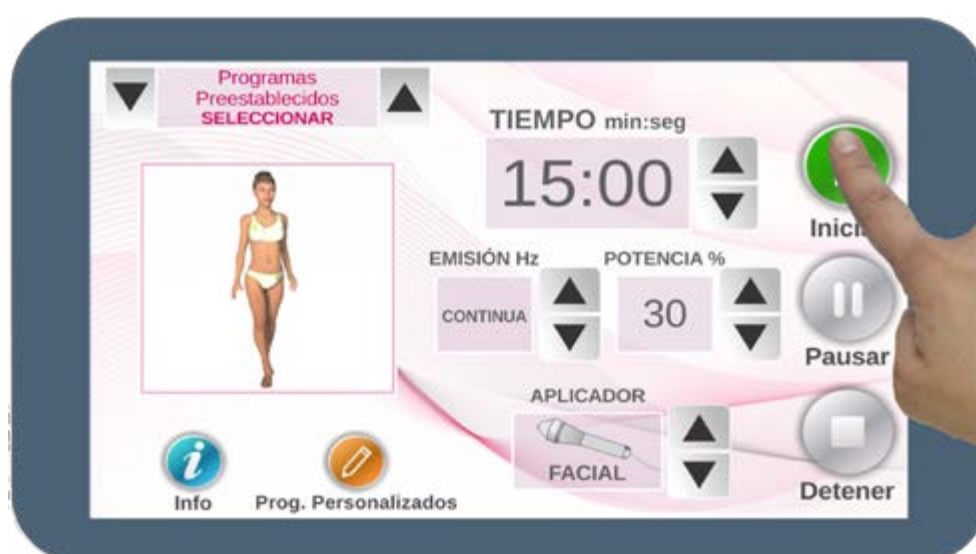 Programas
Preestablecidos
SELECCIONAR
TIEMPO min:seg
15:00
EMISIÓN Hz
POTENCIA %
CONTINUA
30
APLICADOR
FACIAL
Info
Prog. Personalizados
Pausar
Detener